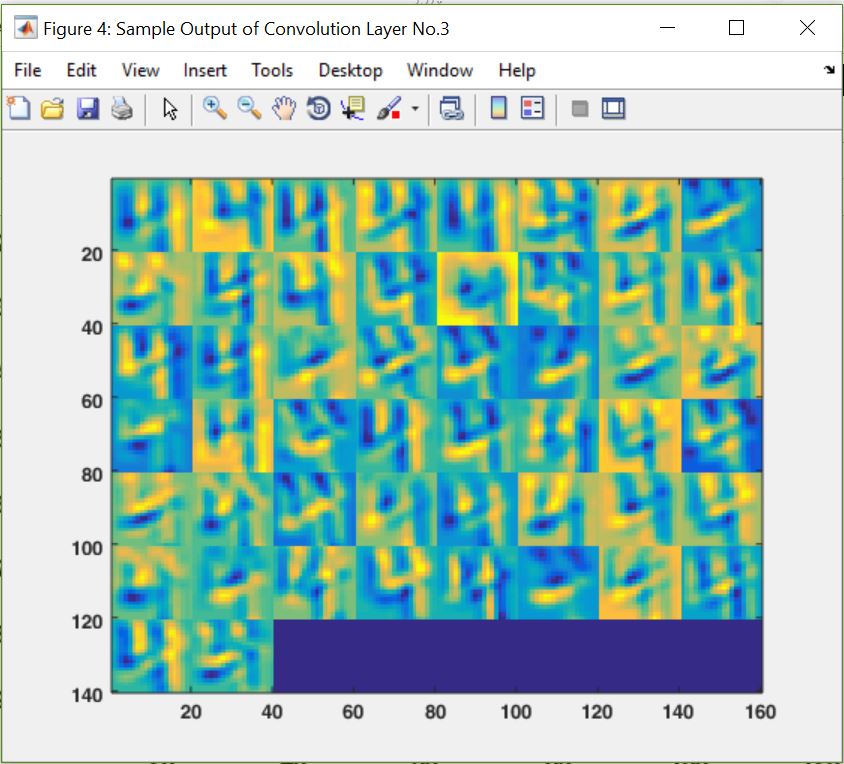 Figure 4: Sample Output of Convolution Layer No.3
File Edit View Insert Tools Desktop Window Help
20
40
60
80
100
120
140
20 40 60 80 100 120 140 160